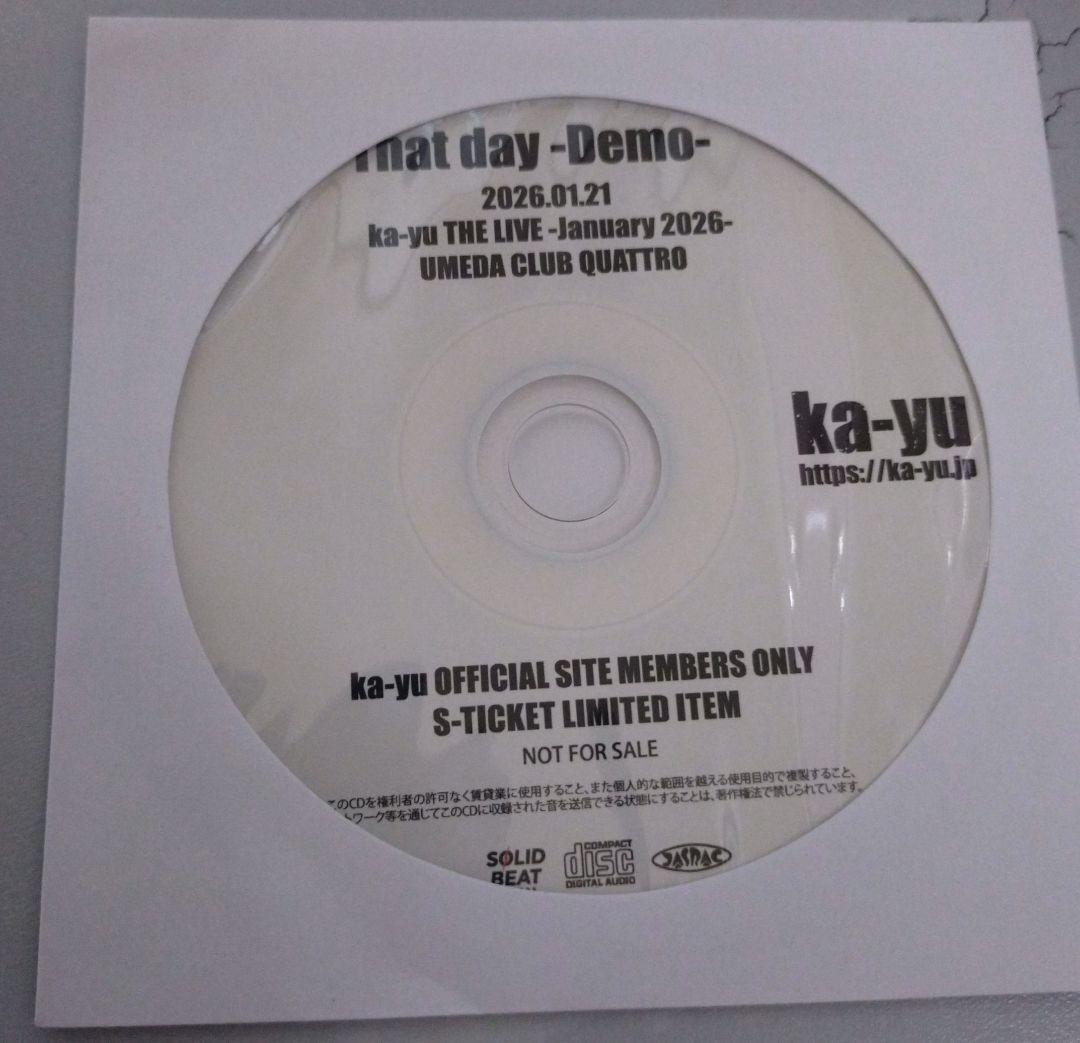 That day -Demo-
2026.01.21
ka-yu THE LIVE -January 2026-
UMEDA CLUB QUATTRO
ka-yu
https://ka-yu.jp
ka-yu OFFICIAL SITE MEMBERS ONLY
S-TICKET LIMITED ITEM
NOT FOR SALE
このCDを権利者の許可なく賃貸業に使用すること、また個人的な範囲を越える使用目的で複製すること、
トワーク等を通じてこのCDに収録された音を送信できる状態にすることは、著作権法で禁じられています。
SOLID
BEAT
COMPACT
disc
DIGITAL AUDIO
JASRAC